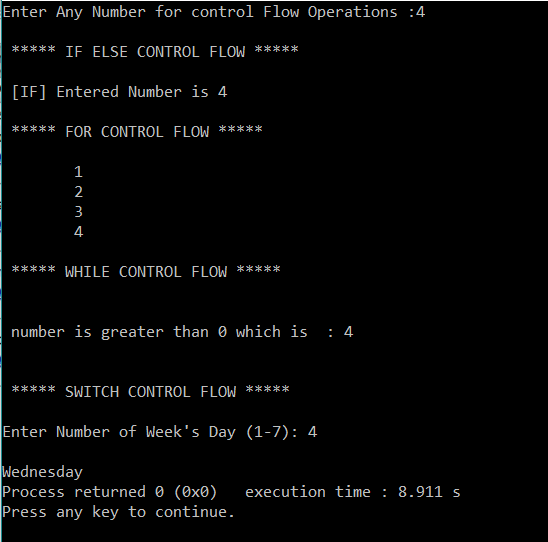 Enter Any Number for control Flow Operations :4
***** IF ELSE CONTROL FLOW *****
[IF] Entered Number is 4
***** FOR CONTROL FLOW *****
1
2
3
4
***** WHILE CONTROL FLOW *****
number is greater than 0 which is  : 4
***** SWITCH CONTROL FLOW *****
Enter Number of Week's Day (1-7): 4
Wednesday
Process returned 0 (0x0)   execution time : 8.911 s
Press any key to continue.